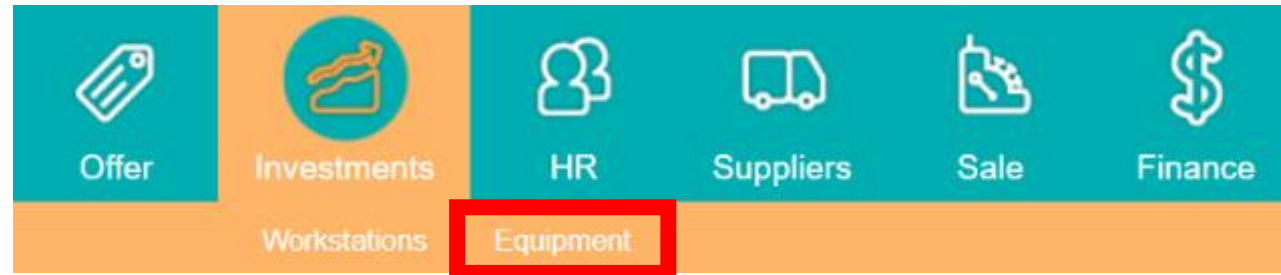 Offer Investments HR Suppliers Sale Finance
Workstations Equipment